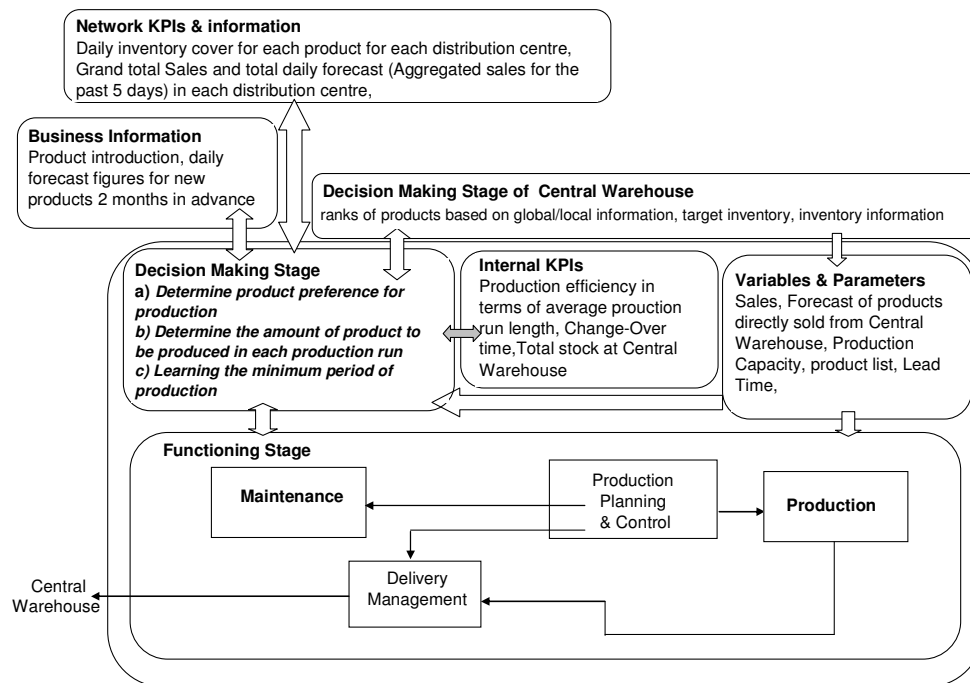 Network KPIs & information
Daily inventory cover for each product for each distribution centre,
Grand total Sales and total daily forecast (Aggregated sales for the
past 5 days) in each distribution centre,
Business Information
Product introduction, daily
forecast figures for new
products 2 months in advance
Decision Making Stage of Central Warehouse
ranks of products based on global/local information, target inventory, inventory information
Decision Making Stage
a) Determine product preference for
production
b) Determine the amount of product to
be produced in each production run
c) Learning the minimum period of
production
Internal KPIs
Production efficiency in
terms of average prouction
run length, Change-Over
time,Total stock at Central
Warehouse
Variables & Parameters
Sales, Forecast of products
directly sold from Central
Warehouse, Production
Capacity, product list, Lead
Time,
Functioning Stage
Maintenance
Production
Planning
& Control
Production
Delivery
Management
Central
Warehouse